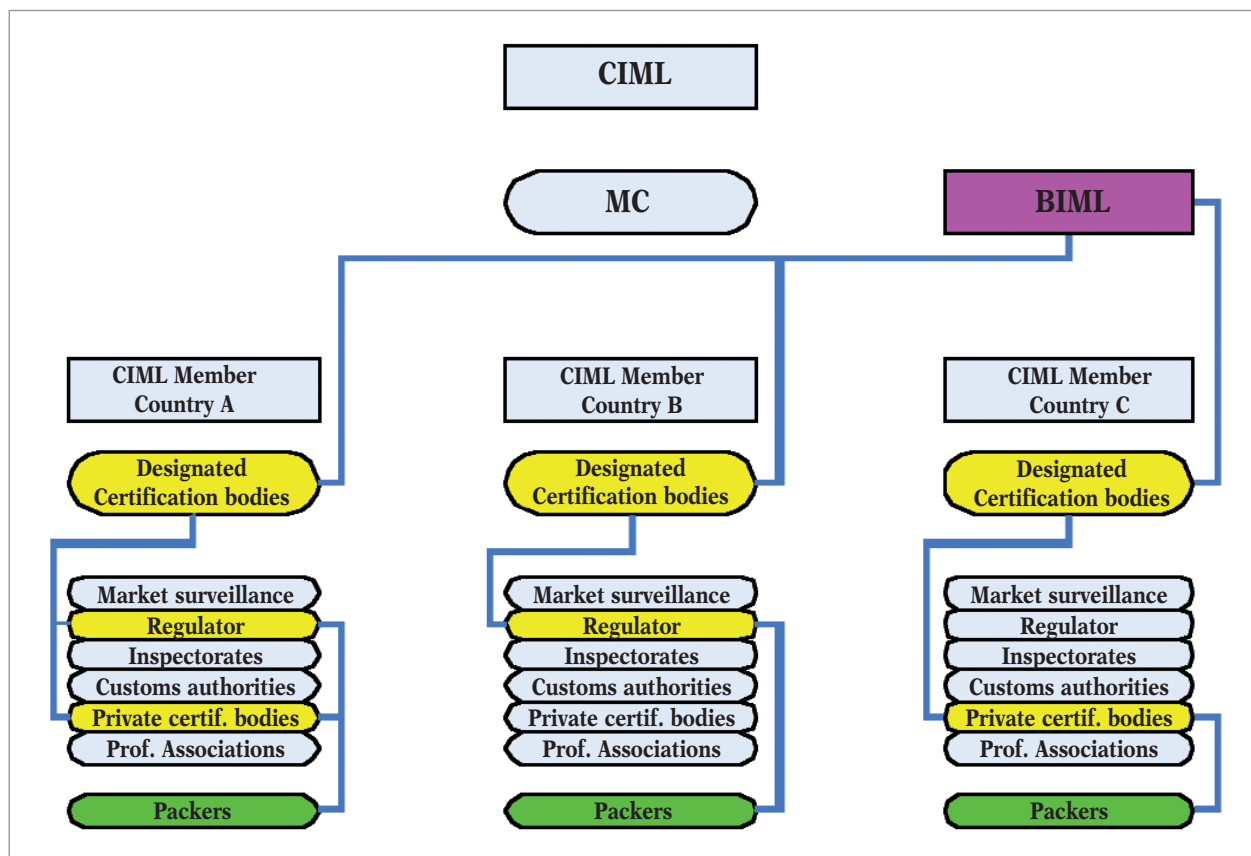 CIML
MC
BIML
CIML Member
Country A
CIML Member
Country B
CIML Member
Country C
Designated
Certification bodies
Designated
Certification bodies
Designated
Certification bodies
Market surveillance
Regulator
Inspectorates
Customs authorities
Private certif. bodies
Prof. Associations
Packers
Market surveillance
Regulator
Inspectorates
Customs authorities
Private certif. bodies
Prof. Associations
Packers
Market surveillance
Regulator
Inspectorates
Customs authorities
Private certif. bodies
Prof. Associations
Packers